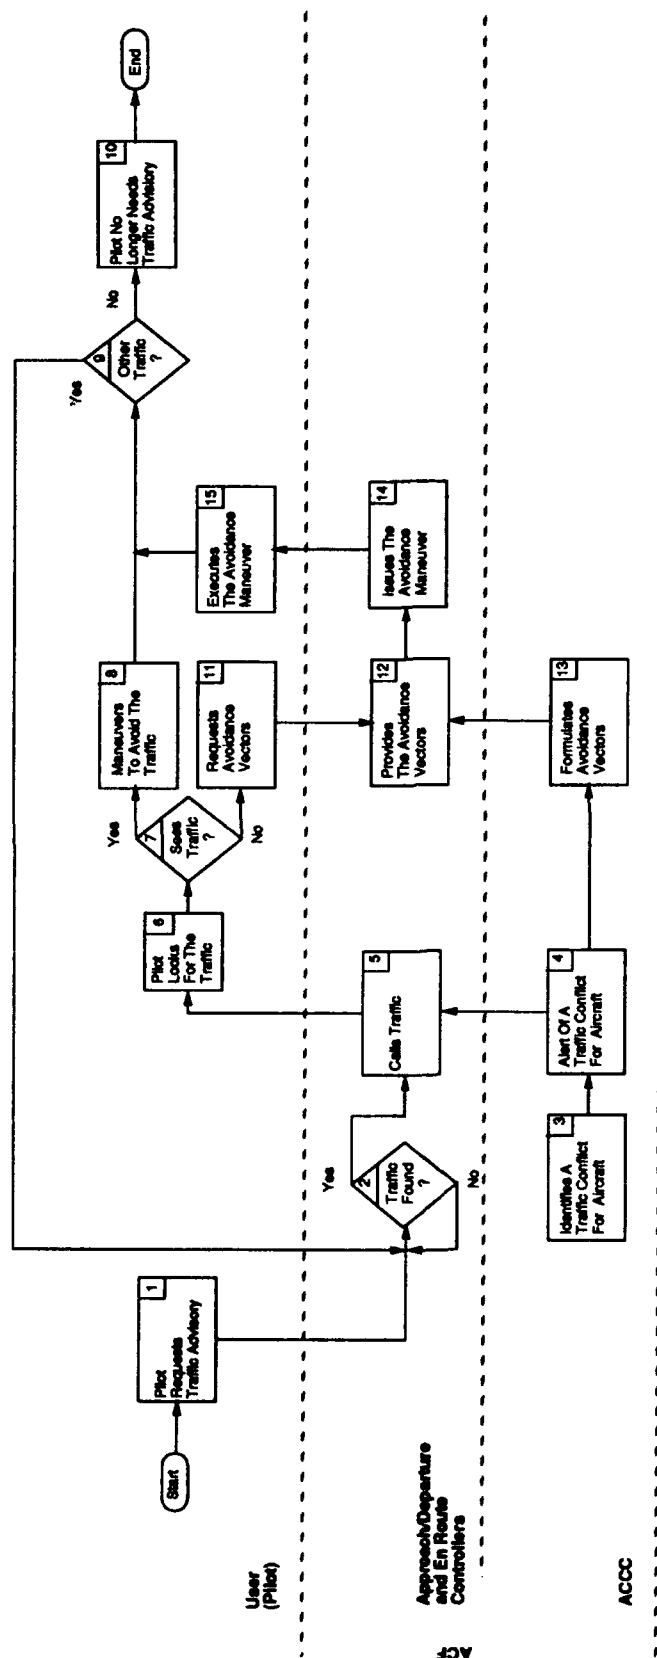 User
(Pilot)
Start
1
Pilot
Requests
Traffic Advisory
6
Pilot
Looks
For The
Traffic
7
Sees
Traffic
?
Yes
No
8
Maneuvers
To Avoid The
Traffic
11
Requests
Avoidance
Vectors
15
Executes
The Avoidance
Maneuver
9
Other
Traffic
?
Yes
No
10
Pilot No
Longer Needs
Traffic Advisory
End
Approach/Departure
and En Route
Controllers
2
Traffic
Found
?
Yes
No
5
Calls Traffic
12
Provides
The Avoidance
Vectors
14
Issues The
Avoidance
Maneuver
ACCC
3
Identifies A
Traffic Conflict
For Aircraft
4
Alert Of A
Traffic Conflict
For Aircraft
13
Formulates
Avoidance
Vectors